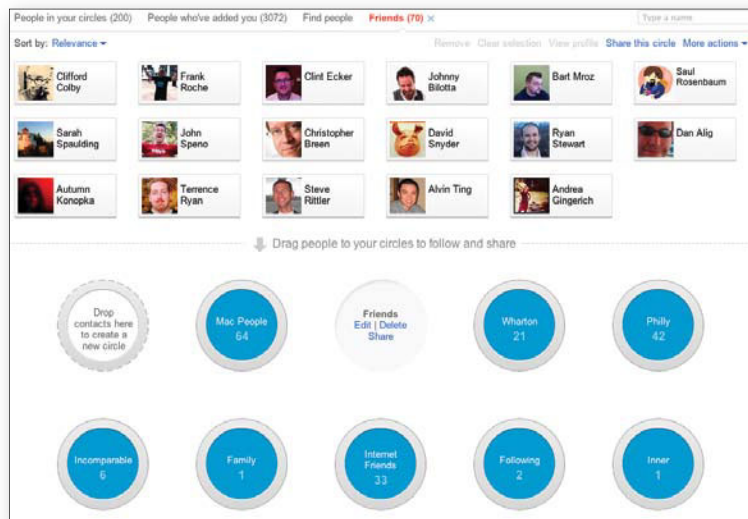 People in your circles (200) People who've added you (3072) Find people Friends (70) × Type a name
Sort by: Relevance Remove Clear selection View profile Share this circle More actions
Clifford Colby
Frank Roche
Clint Ecker
Johnny Bilotta
Bart Mroz
Saul Rosenbaum
Sarah Spaulding
John Speno
Christopher Breen
David Snyder
Ryan Stewart
Dan Alig
Autumn Konopka
Terrence Ryan
Steve Rittler
Alvin Ting
Andrea Gingerich
Drag people to your circles to follow and share
Drop
contacts here
to create a
new circle
Mac People
64
Friends
Edit | Delete
Share
Wharton
21
Philly
42
Incomparable
6
Family
1
Internet
Friends
33
Following
2
Inner
1